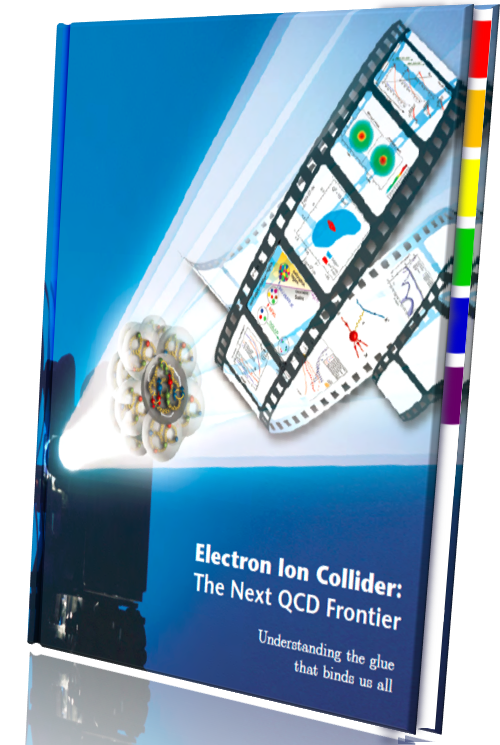 Electron Ion Collider:
The Next QCD Frontier
Understanding the glue
that binds us all